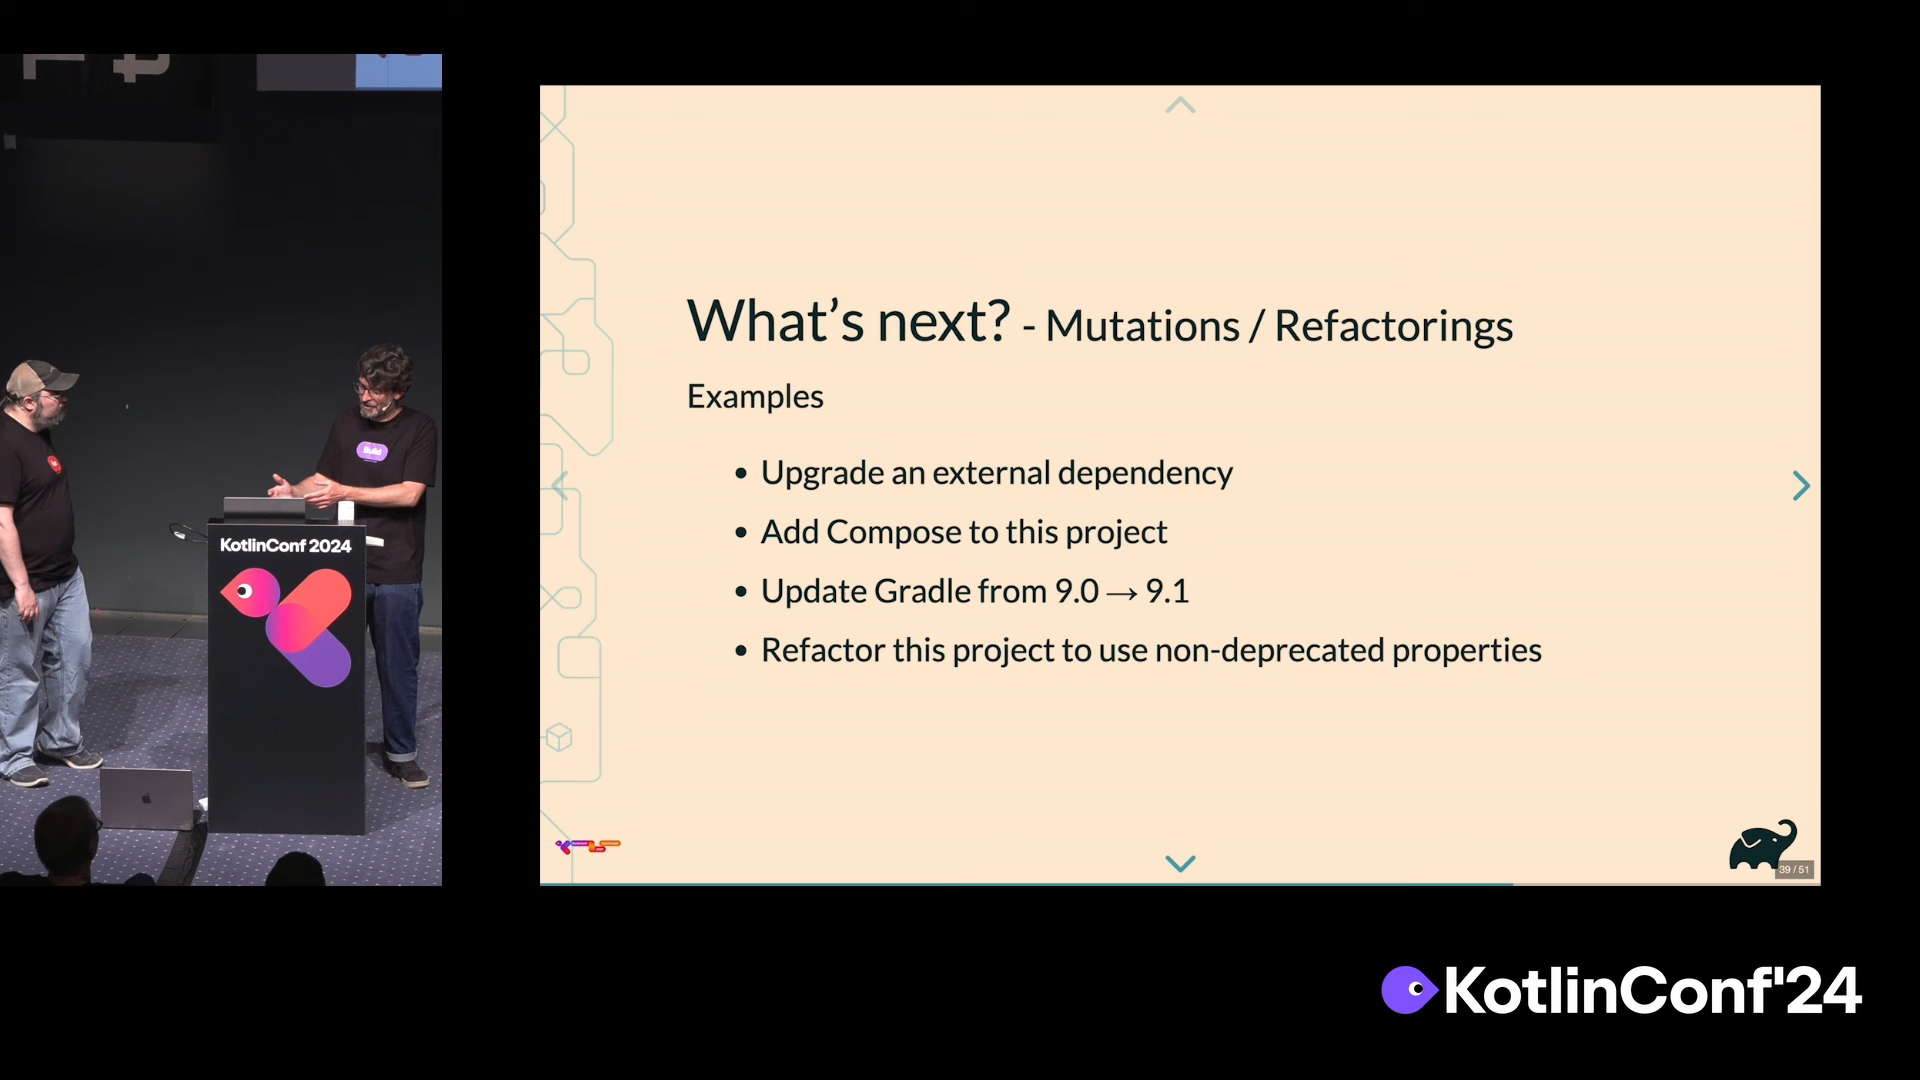 What’s next? - Mutations / Refactorings
Examples
• Upgrade an external dependency
• Add Compose to this project
• Update Gradle from 9.0 → 9.1
• Refactor this project to use non-deprecated properties
39 / 51
Build
KotlinConf 2024
KotlinConf'24